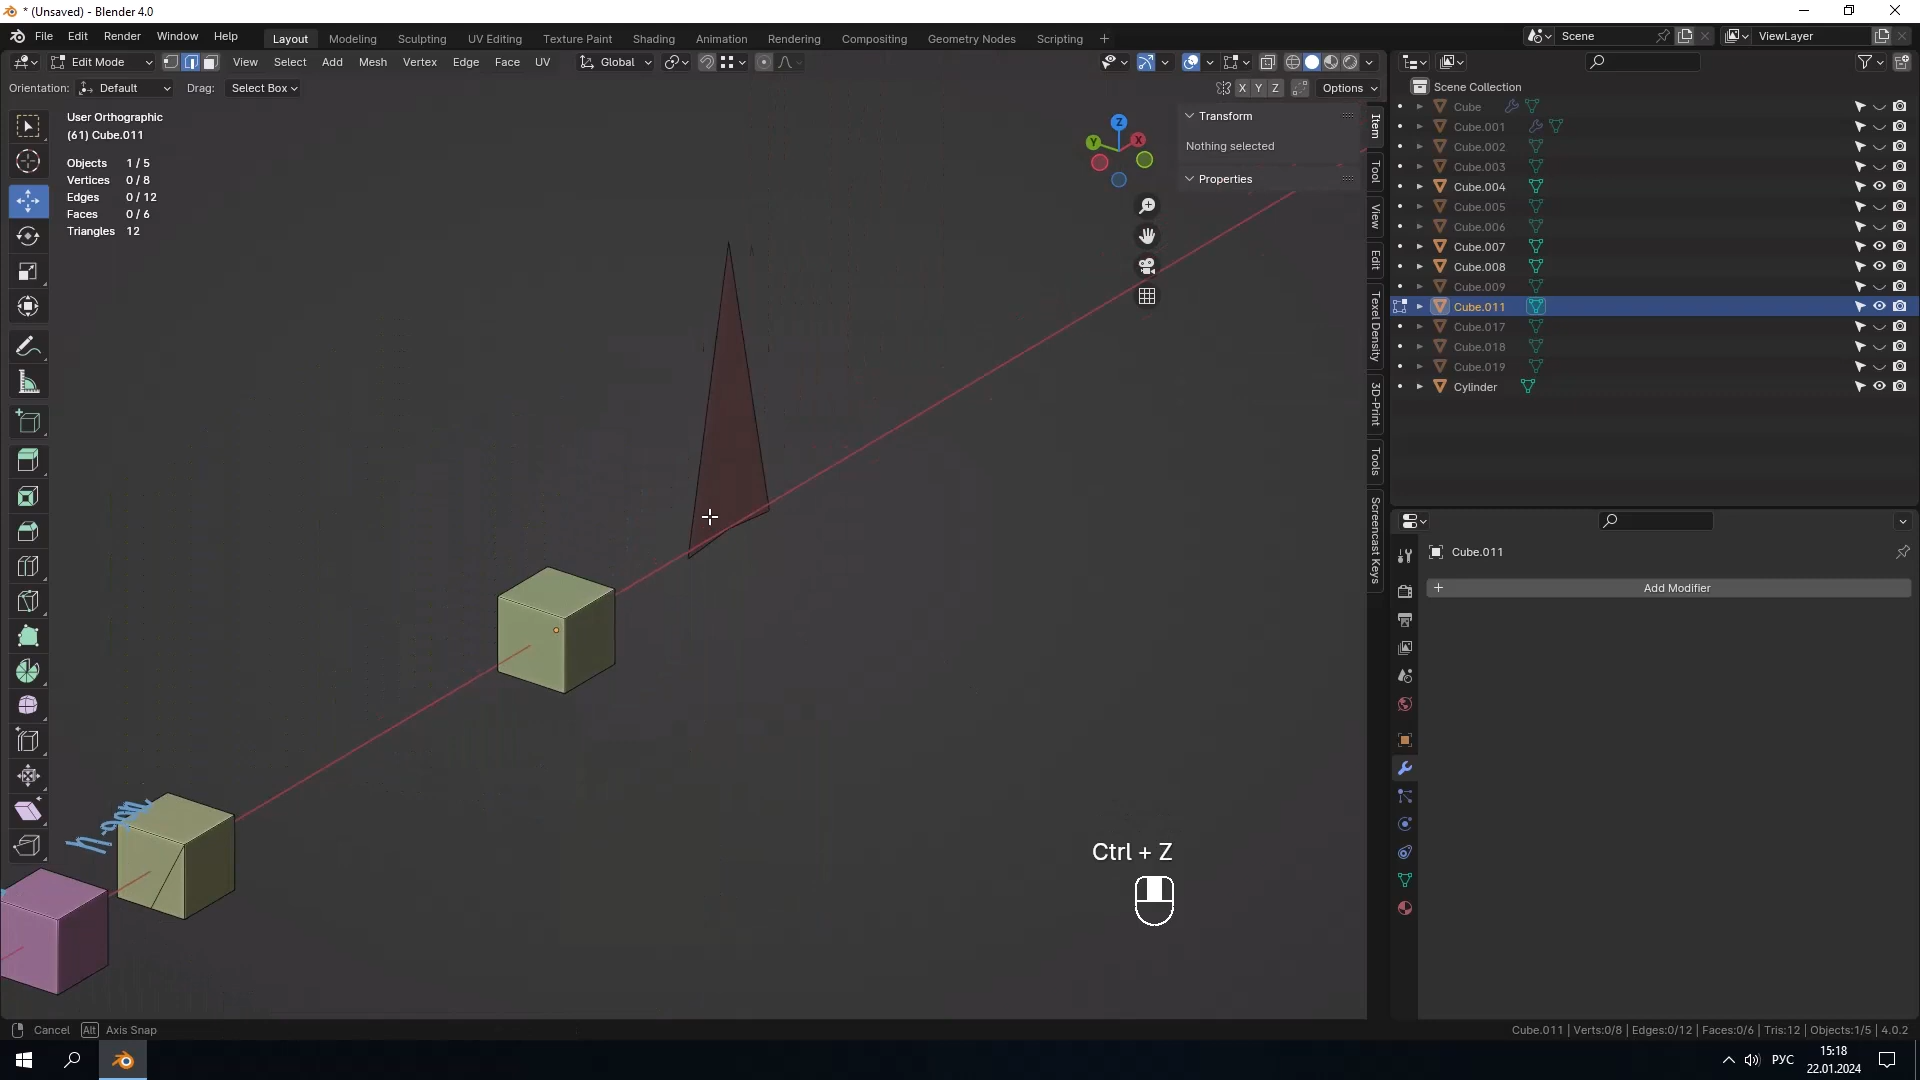 * (Unsaved) - Blender 4.0
File Edit Render Window Help Layout Modeling Sculpting UV Editing Texture Paint Shading Animation Rendering Compositing Geometry Nodes Scripting + Scene ViewLayer
Edit Mode View Select Add Mesh Vertex Edge Face UV Global
Orientation: Default Drag: Select Box X Y Z Options
User Orthographic
(61) Cube.011
Objects 1 / 5
Vertices 0 / 8
Edges 0 / 12
Faces 0 / 6
Triangles 12
Z
Y
X
Transform
Nothing selected
Properties
Item
Tool
View
Edit
Texel Density
3D-Print
Tools
Screencast Keys
Scene Collection
Cube
Cube.001
Cube.002
Cube.003
Cube.004
Cube.005
Cube.006
Cube.007
Cube.008
Cube.009
Cube.011
Cube.017
Cube.018
Cube.019
Cylinder
Cube.011
+ Add Modifier
n-gon
Ctrl + Z
Cancel Alt Axis Snap
Cube.011 | Verts:0/8 | Edges:0/12 | Faces:0/6 | Tris:12 | Objects:1/5 | 4.0.2
РУС
15:18
22.01.2024